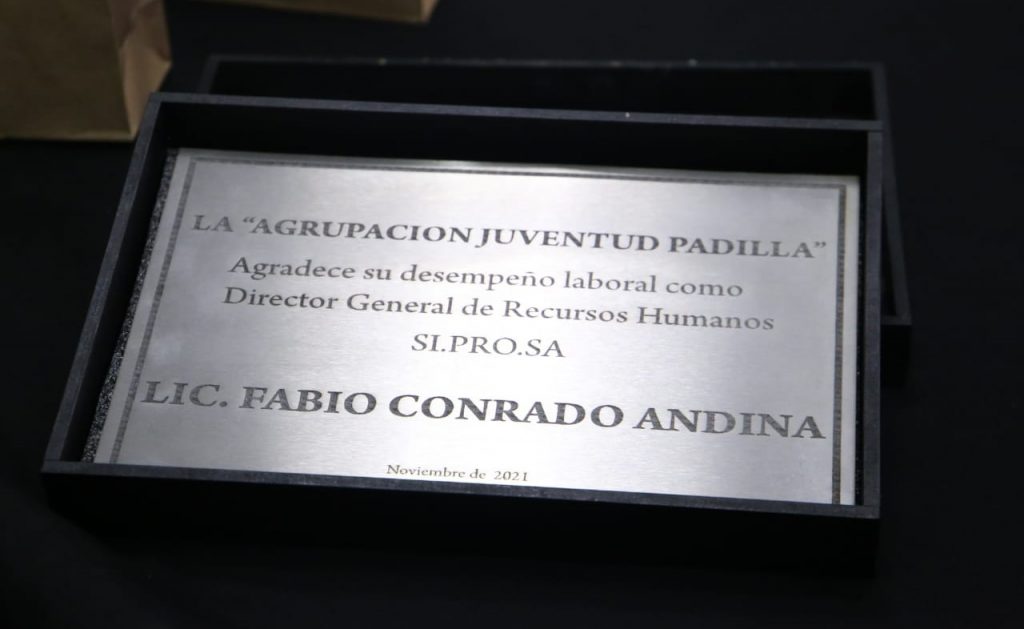 LA “AGRUPACION JUVENTUD PADILLA”
Agradece su desempeño laboral como
Director General de Recursos Humanos
SI.PRO.SA
LIC. FABIO CONRADO ANDINA
Noviembre de 2021